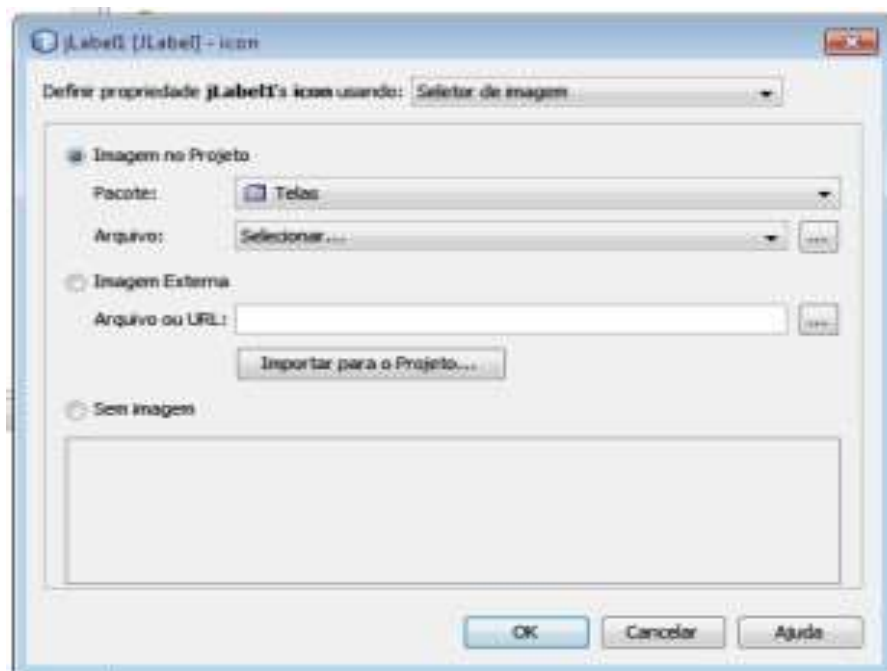 jLabel1 [JLabel] - icon
Definir propriedade jLabel1's icon usando: Seletor de imagem
Imagem no Projeto
Pacote: Telas
Arquivo: Selecionar... ...
Imagem Externa
Arquivo ou URL: ...
Importar para o Projeto...
Sem imagem
OK Cancelar Ajuda